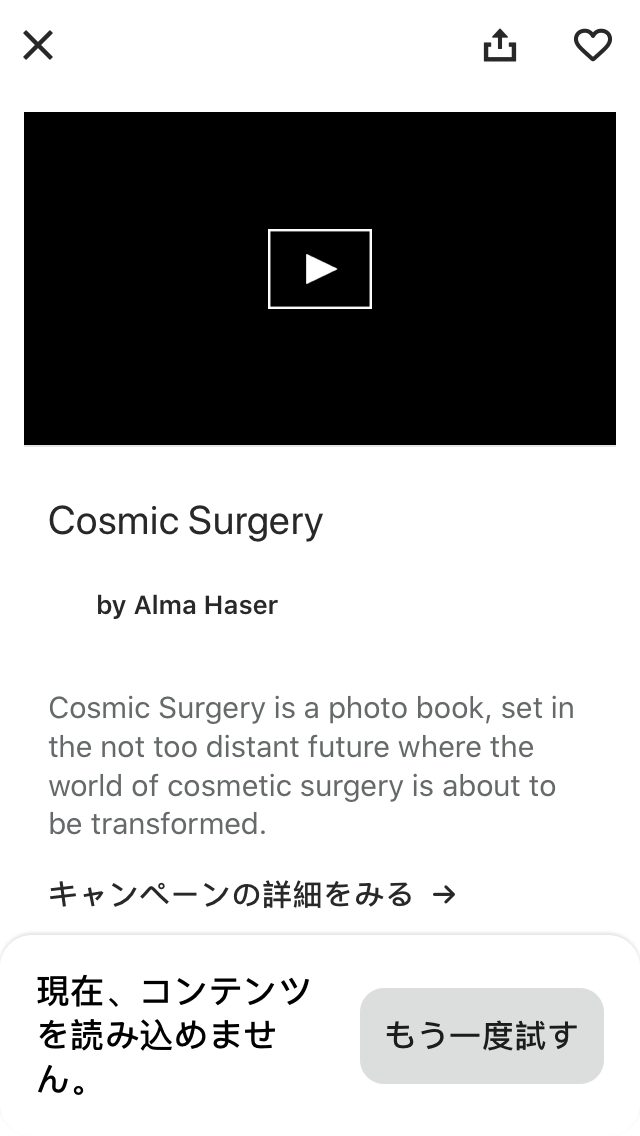 Cosmic Surgery
by Alma Haser
Cosmic Surgery is a photo book, set in
the not too distant future where the
world of cosmetic surgery is about to
be transformed.
キャンペーンの詳細をみる →
現在、コンテンツ
を読み込めませ
ん。
もう一度試す